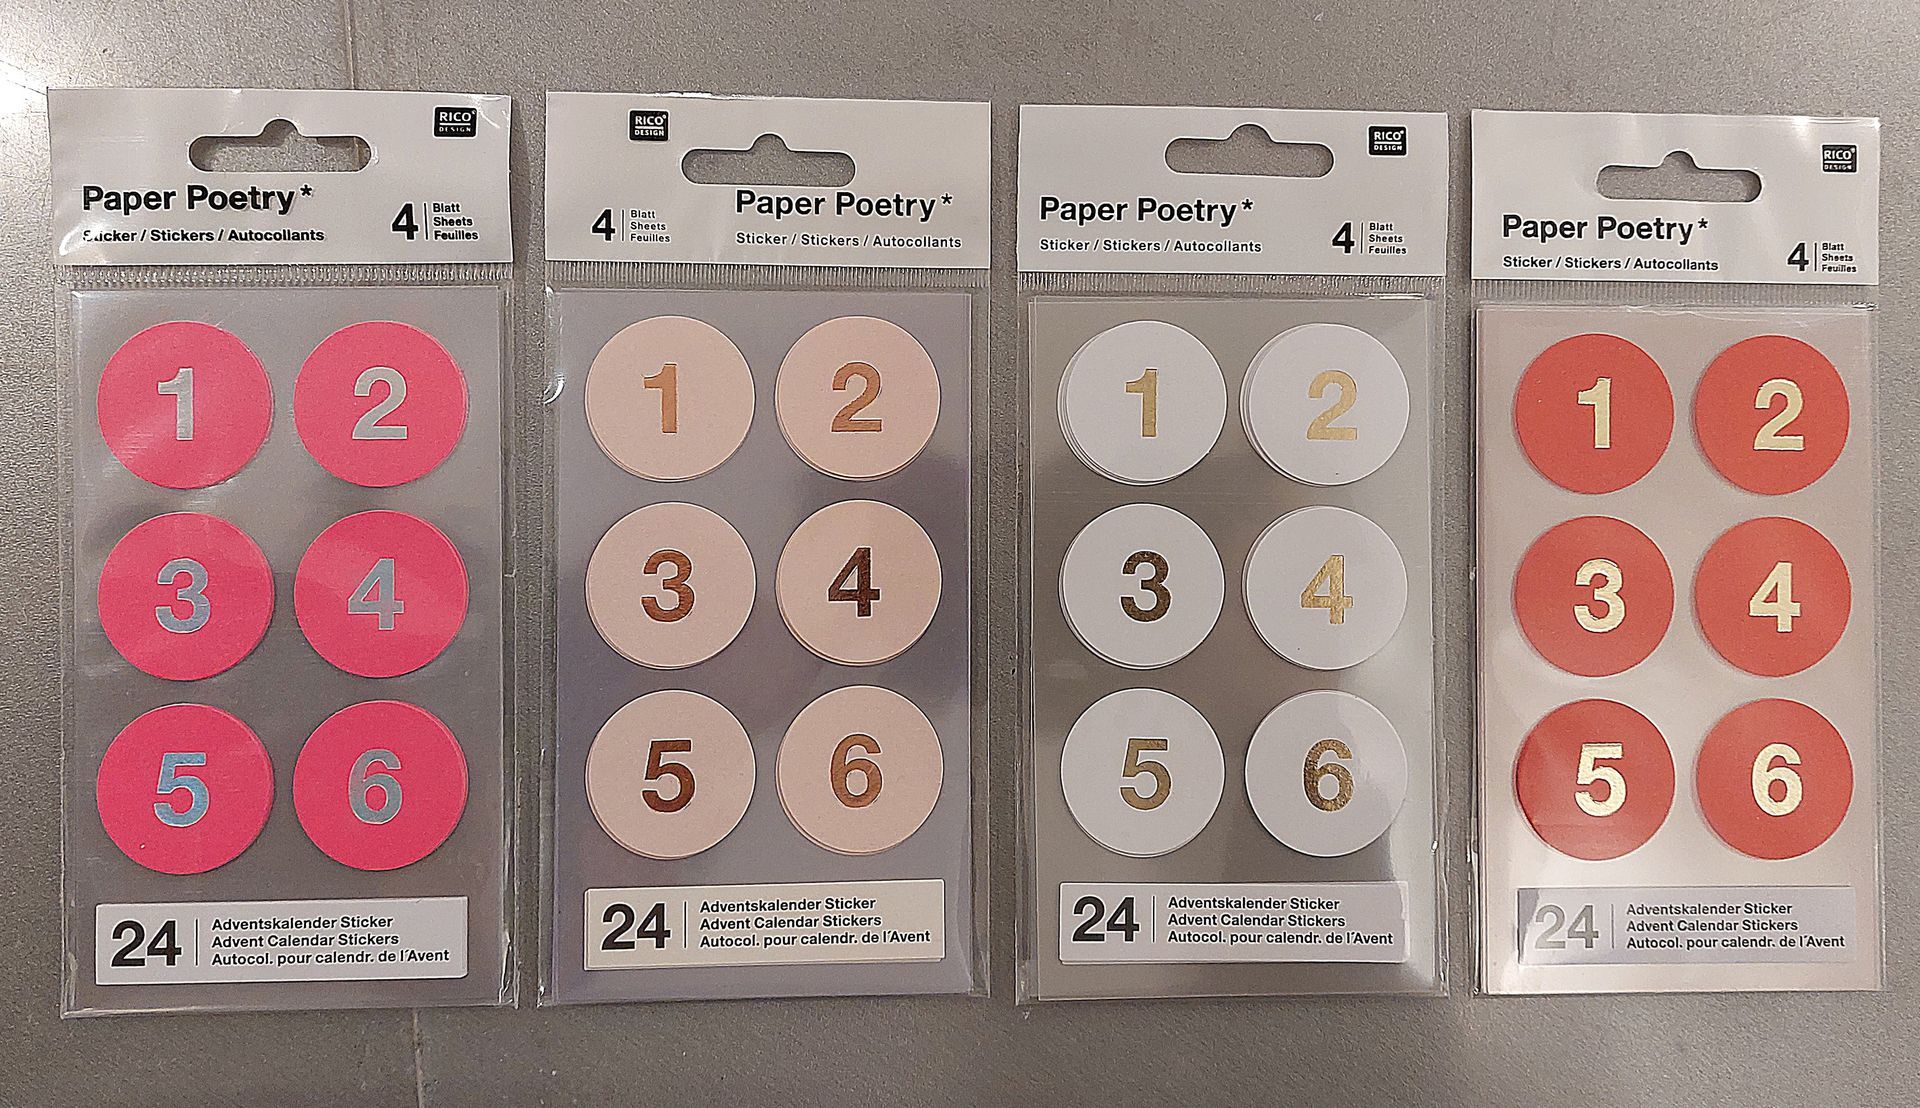 RICO
DESIGN
Paper Poetry*
Sticker / Stickers / Autocollants
4
Blatt
Sheets
Feuilles
1 2
3 4
5 6
24
Adventskalender Sticker
Advent Calendar Stickers
Autocol. pour calendr. de l´Avent
RICO
DESIGN
4
Blatt
Sheets
Feuilles
Paper Poetry*
Sticker / Stickers / Autocollants
1 2
3 4
5 6
24
Adventskalender Sticker
Advent Calendar Stickers
Autocol. pour calendr. de l´Avent
RICO
DESIGN
Paper Poetry*
Sticker / Stickers / Autocollants
4
Blatt
Sheets
Feuilles
1 2
3 4
5 6
24
Adventskalender Sticker
Advent Calendar Stickers
Autocol. pour calendr. de l´Avent
RICO
DESIGN
Paper Poetry*
Sticker / Stickers / Autocollants
4
Blatt
Sheets
Feuilles
1 2
3 4
5 6
24
Adventskalender Sticker
Advent Calendar Stickers
Autocol. pour calendr. de l´Avent